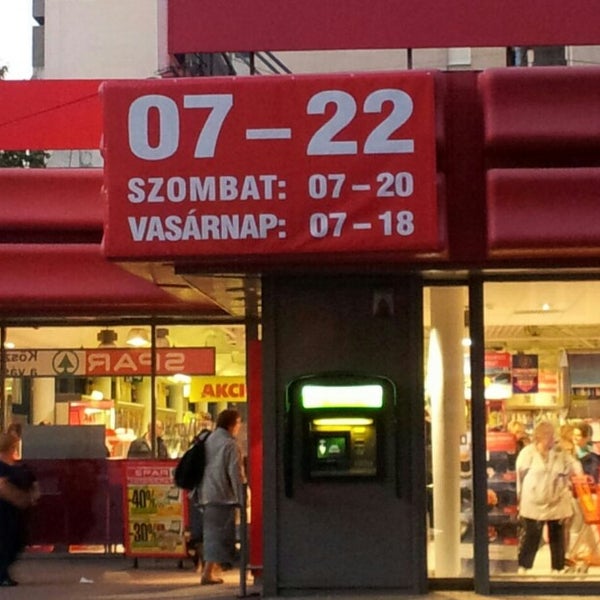 07 – 22
SZOMBAT: 07 – 20
VASÁRNAP: 07 – 18
SPAR
AKCI
SPAR
40%
-30%